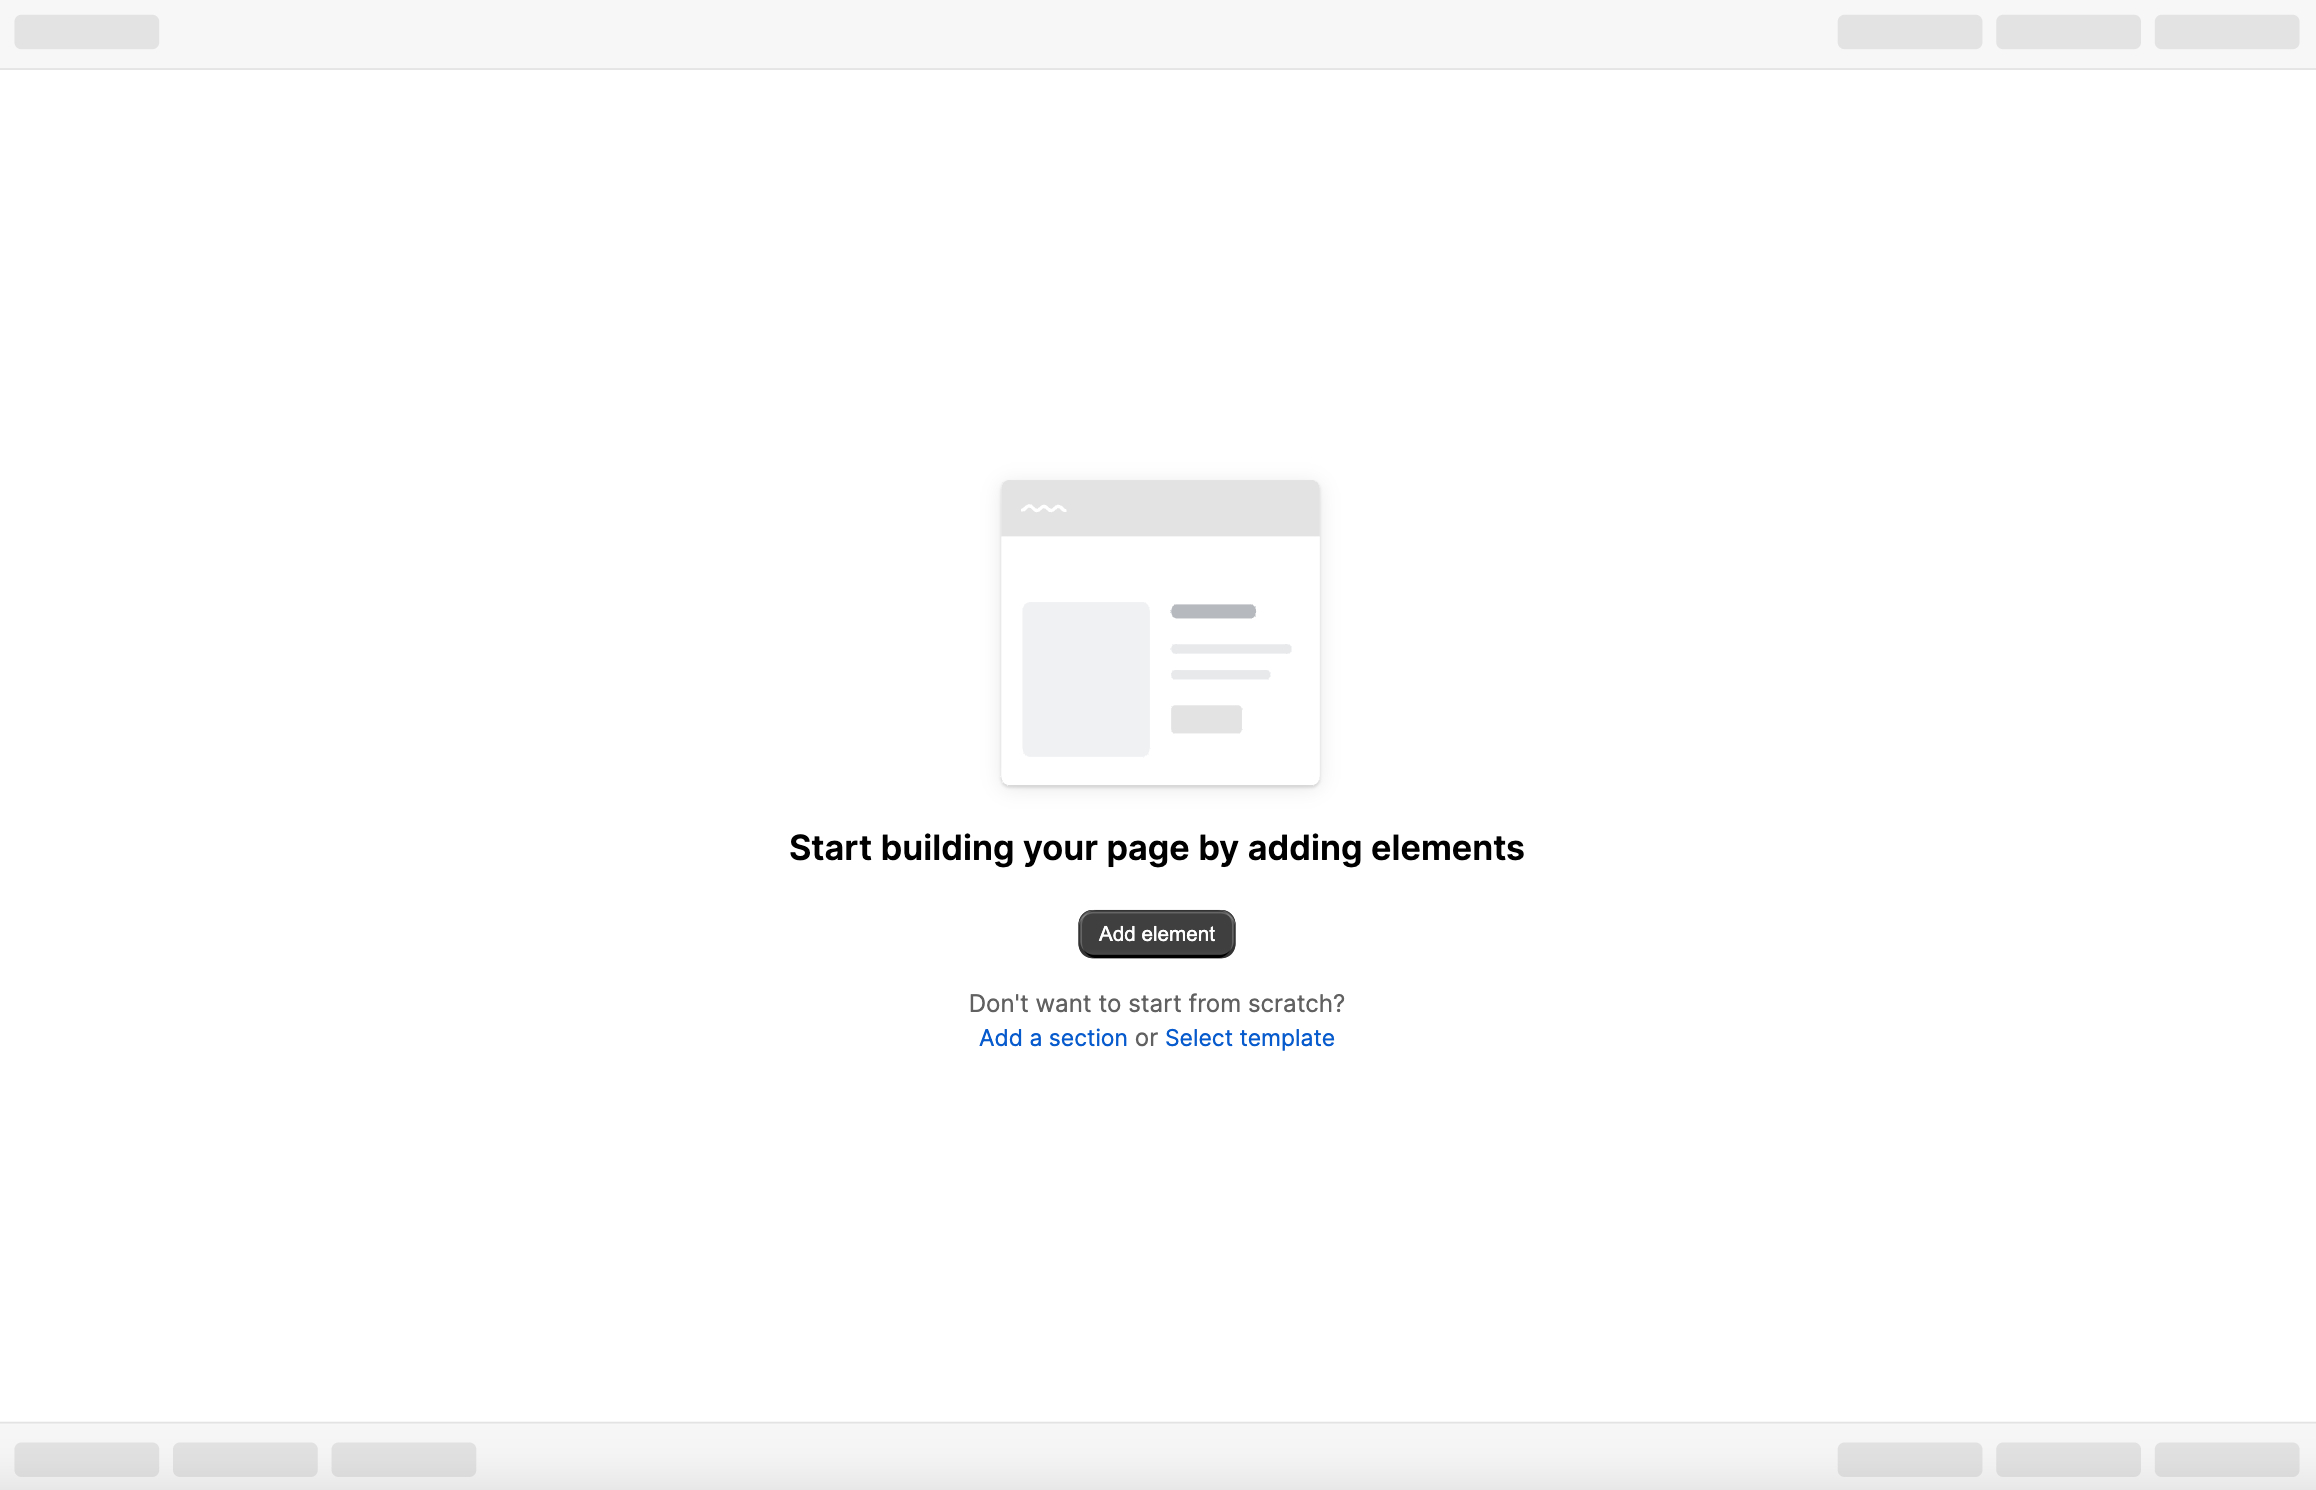 Start building your page by adding elements
Add element
Don't want to start from scratch?
Add a section or Select template